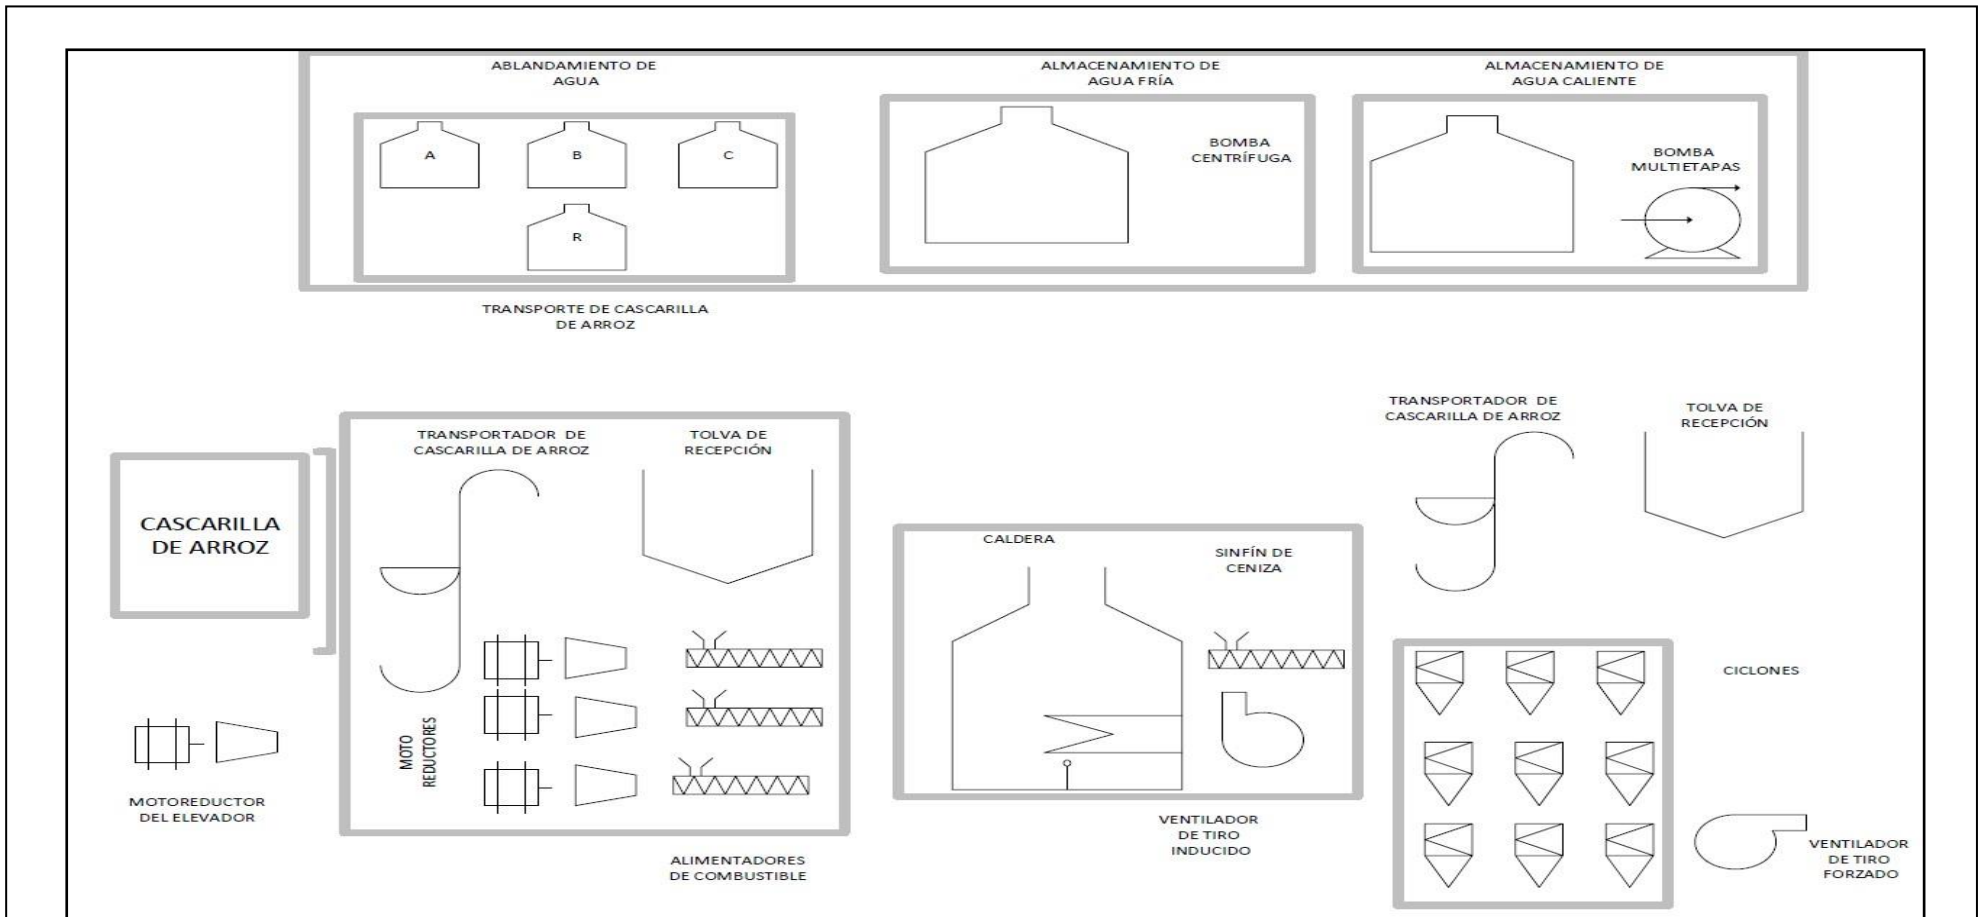 ABLANDAMIENTO DE
AGUA
ALMACENAMIENTO DE
AGUA FRÍA
ALMACENAMIENTO DE
AGUA CALIENTE
A
B
C
R
BOMBA
CENTRÍFUGA
BOMBA
MULTIETAPAS
TRANSPORTE DE CASCARILLA
DE ARROZ
CASCARILLA
DE ARROZ
TRANSPORTADOR DE
CASCARILLA DE ARROZ
TOLVA DE
RECEPCIÓN
MOTO
REDUCTORES
MOTOREDUCTOR
DEL ELEVADOR
ALIMENTADORES
DE COMBUSTIBLE
CALDERA
SINFÍN DE
CENIZA
VENTILADOR
DE TIRO
INDUCIDO
TRANSPORTADOR DE
CASCARILLA DE ARROZ
TOLVA DE
RECEPCIÓN
CICLONES
VENTILADOR
DE TIRO
FORZADO